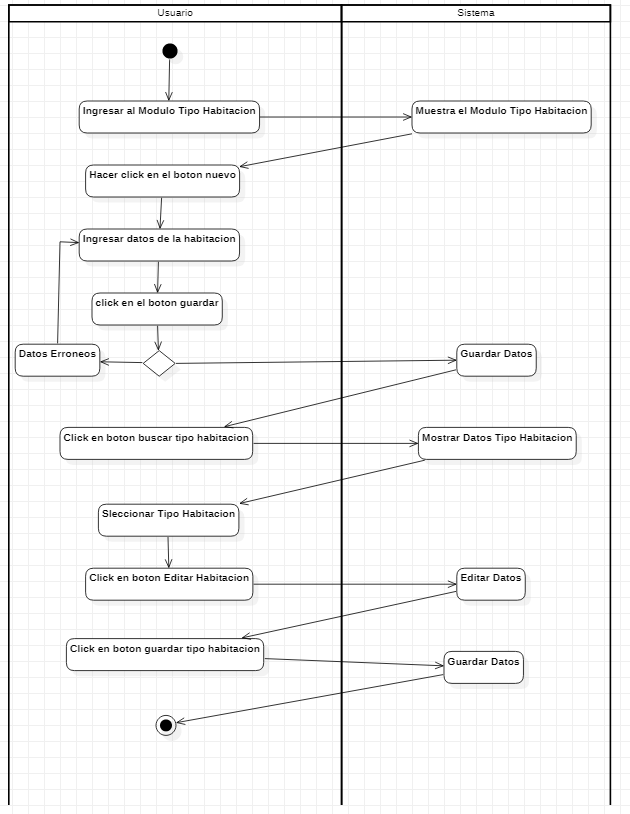 Usuario
Sistema
Ingresar al Modulo Tipo Habitacion
Muestra el Modulo Tipo Habitacion
Hacer click en el boton nuevo
Ingresar datos de la habitacion
click en el boton guardar
Datos Erroneos
Guardar Datos
Click en boton buscar tipo habitacion
Mostrar Datos Tipo Habitacion
Sleccionar Tipo Habitacion
Click en boton Editar Habitacion
Editar Datos
Click en boton guardar tipo habitacion
Guardar Datos